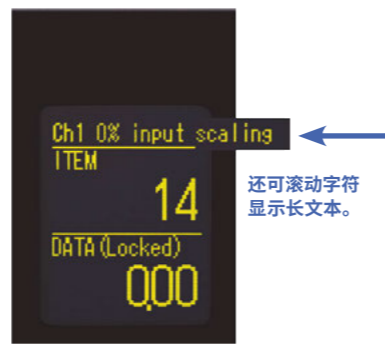 Ch1 0% input scaling
ITEM
14
还可滚动字符
显示长文本。
DATA (Locked)
0.00